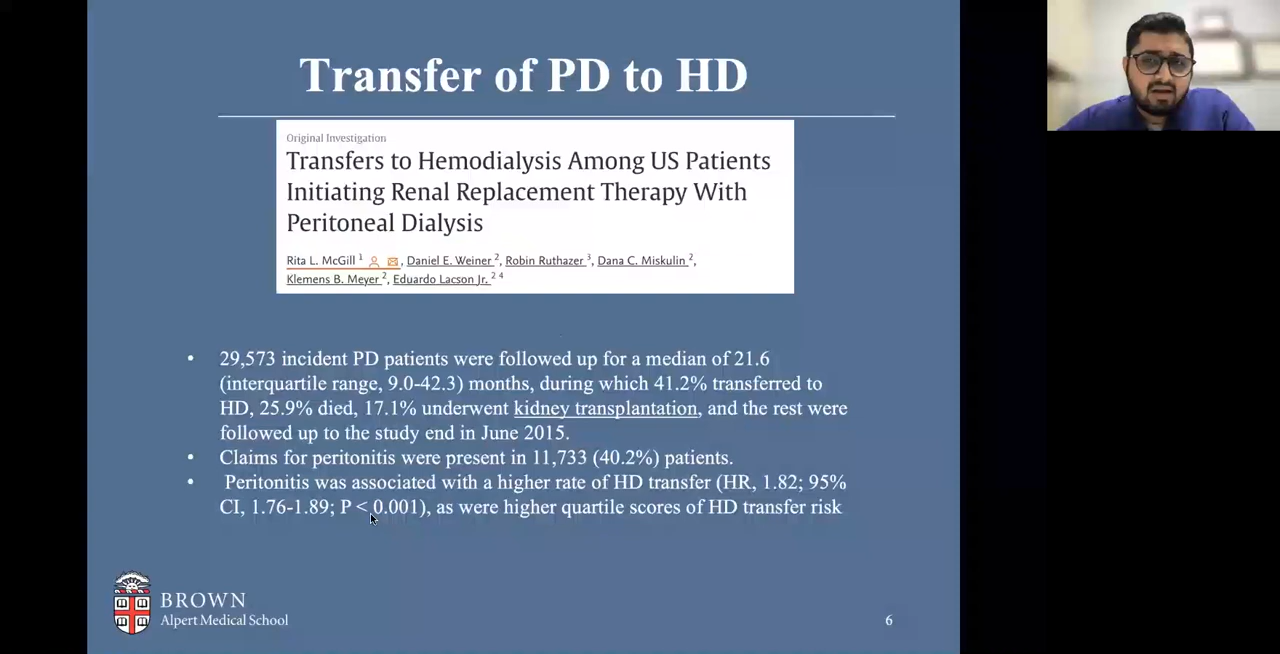 Transfer of PD to HD
Original Investigation
Transfers to Hemodialysis Among US Patients
Initiating Renal Replacement Therapy With
Peritoneal Dialysis
Rita L. McGill 1 , Daniel E. Weiner 2, Robin Ruthazer 3, Dana C. Miskulin 2,
Klemens B. Meyer 2, Eduardo Lacson Jr. 2 4
• 29,573 incident PD patients were followed up for a median of 21.6
(interquartile range, 9.0-42.3) months, during which 41.2% transferred to
HD, 25.9% died, 17.1% underwent kidney transplantation, and the rest were
followed up to the study end in June 2015.
• Claims for peritonitis were present in 11,733 (40.2%) patients.
• Peritonitis was associated with a higher rate of HD transfer (HR, 1.82; 95%
CI, 1.76-1.89; P < 0.001), as were higher quartile scores of HD transfer risk
BROWN
Alpert Medical School
6